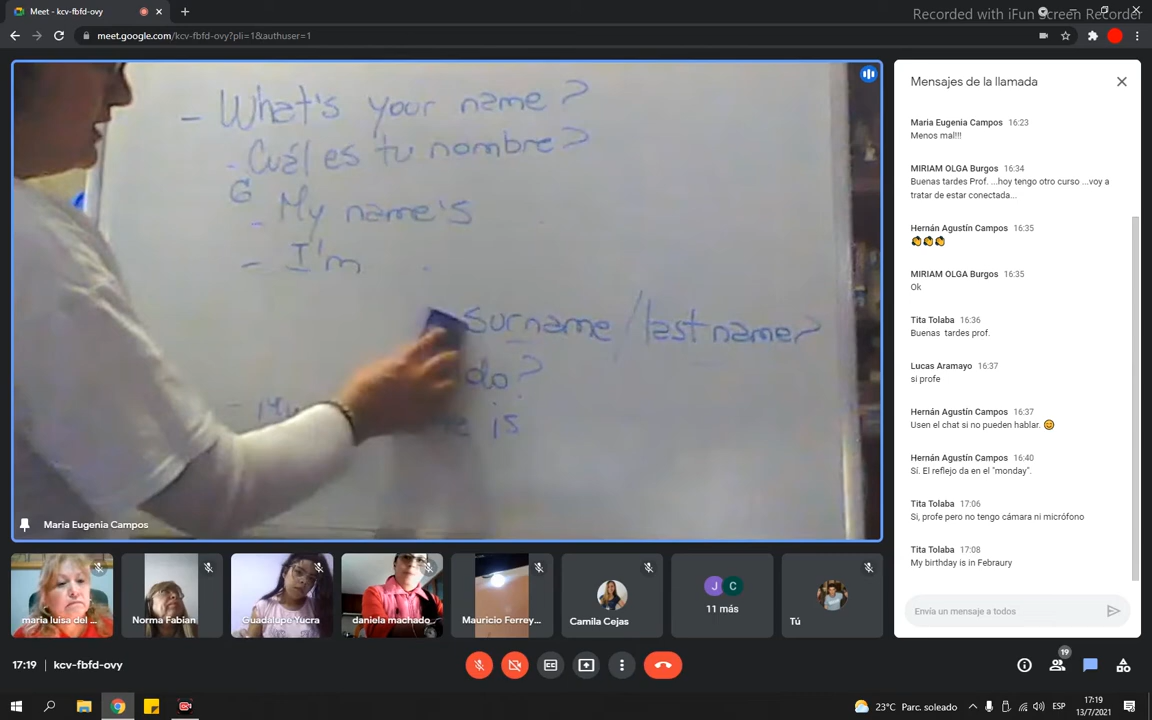 Meet - kcv-fbfd-ovy
Recorded with iFun Screen Recorder
meet.google.com/kcv-fbfd-ovy?pli=1&authuser=1
- What's your name?
- Cuál es tu nombre?
G
- My name's
- I'm
Surname / last name?
do?
is
Maria Eugenia Campos
maria luisa del
Norma Fabian
Guadalupe Yucra
daniela machado
Mauricio Ferrey...
Camila Cejas
J C
11 más
Tú
Mensajes de la llamada
Maria Eugenia Campos 16:23
Menos mal!!!
MIRIAM OLGA Burgos 16:34
Buenas tardes Prof. ...hoy tengo otro curso ...voy a
tratar de estar conectada...
Hernán Agustín Campos 16:35
👏👏👏
MIRIAM OLGA Burgos 16:35
Ok
Tita Tolaba 16:36
Buenas tardes prof.
Lucas Aramayo 16:37
si profe
Hernán Agustín Campos 16:37
Usen el chat si no pueden hablar. 😊
Hernán Agustín Campos 16:40
Sí. El reflejo da en el "monday".
Tita Tolaba 17:06
Si, profe pero no tengo cámara ni micrófono
Tita Tolaba 17:08
My birthday is in Febraury
Envía un mensaje a todos
17:19 | kcv-fbfd-ovy
19
23°C Parc. soleado
ESP
17:19
13/7/2021